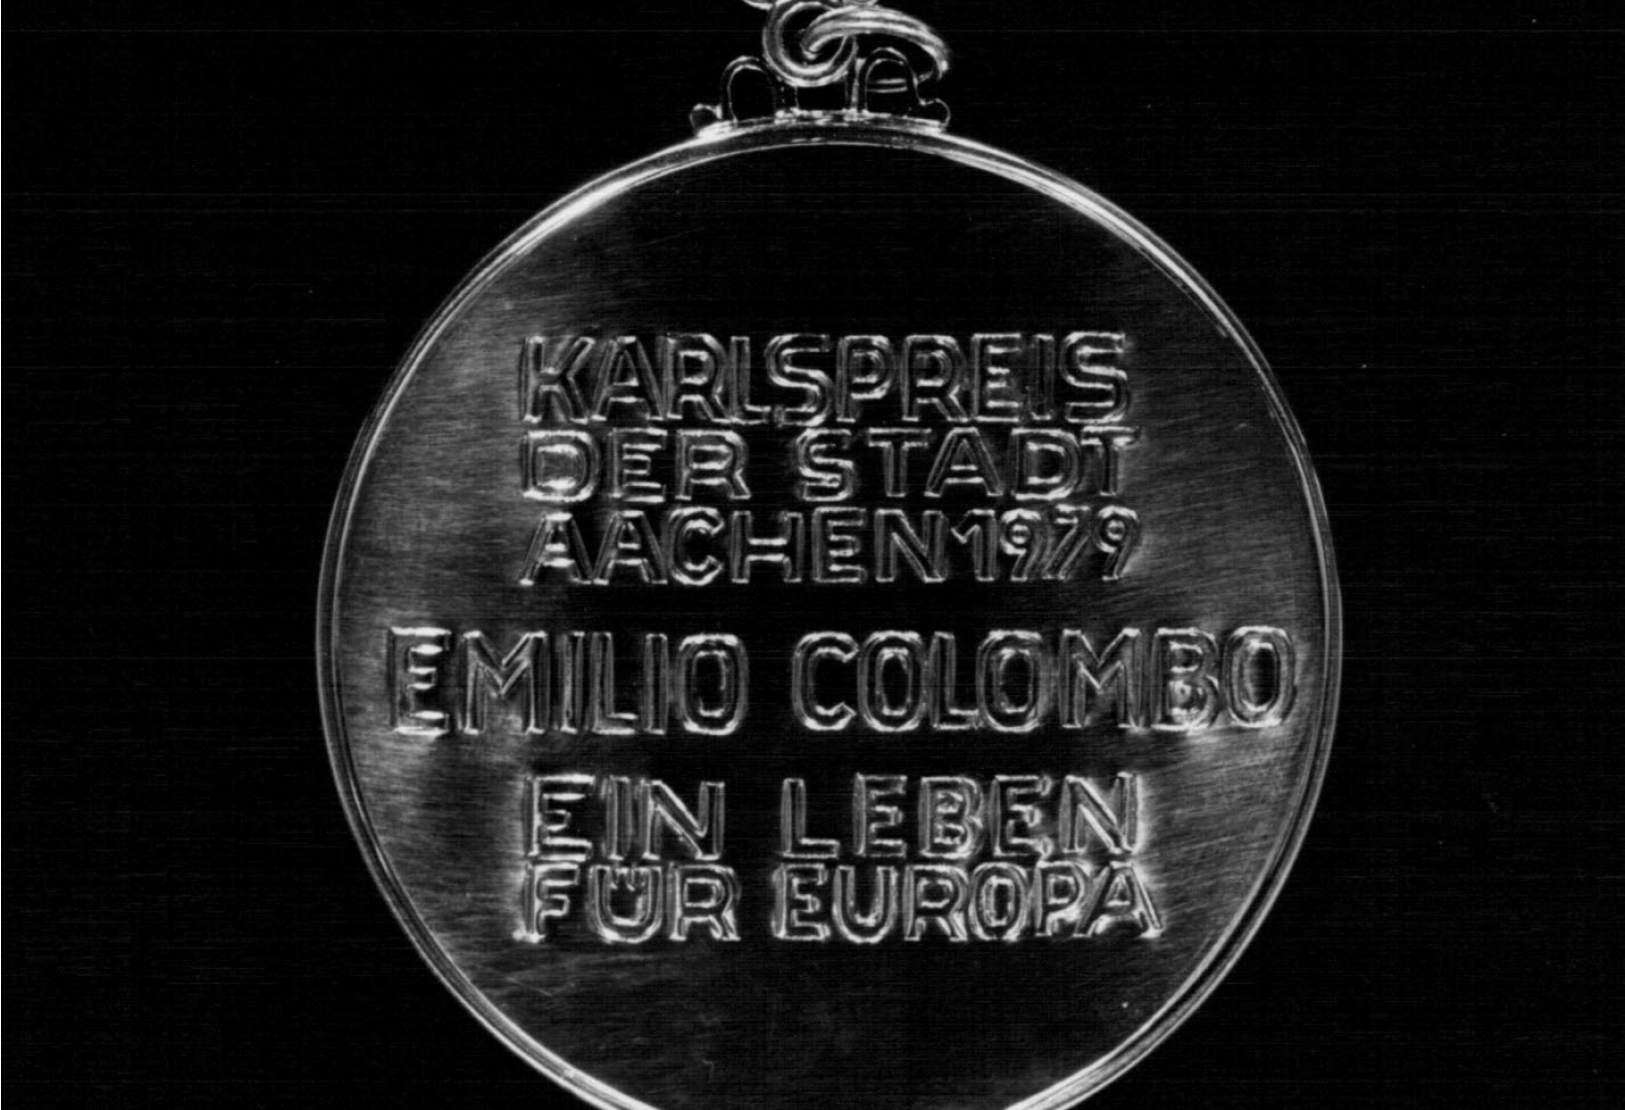 KARLSPREIS
DER STADT
AACHEN 1979
EMILIO COLOMBO
EIN LEBEN
FÜR EUROPA